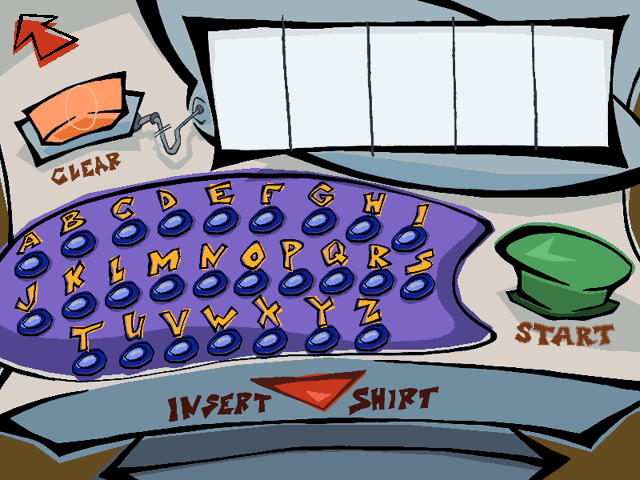 CLEAR
A B C D E F G H I
J K L M N O P Q R S
T U V W X Y Z
START
INSERT SHIRT